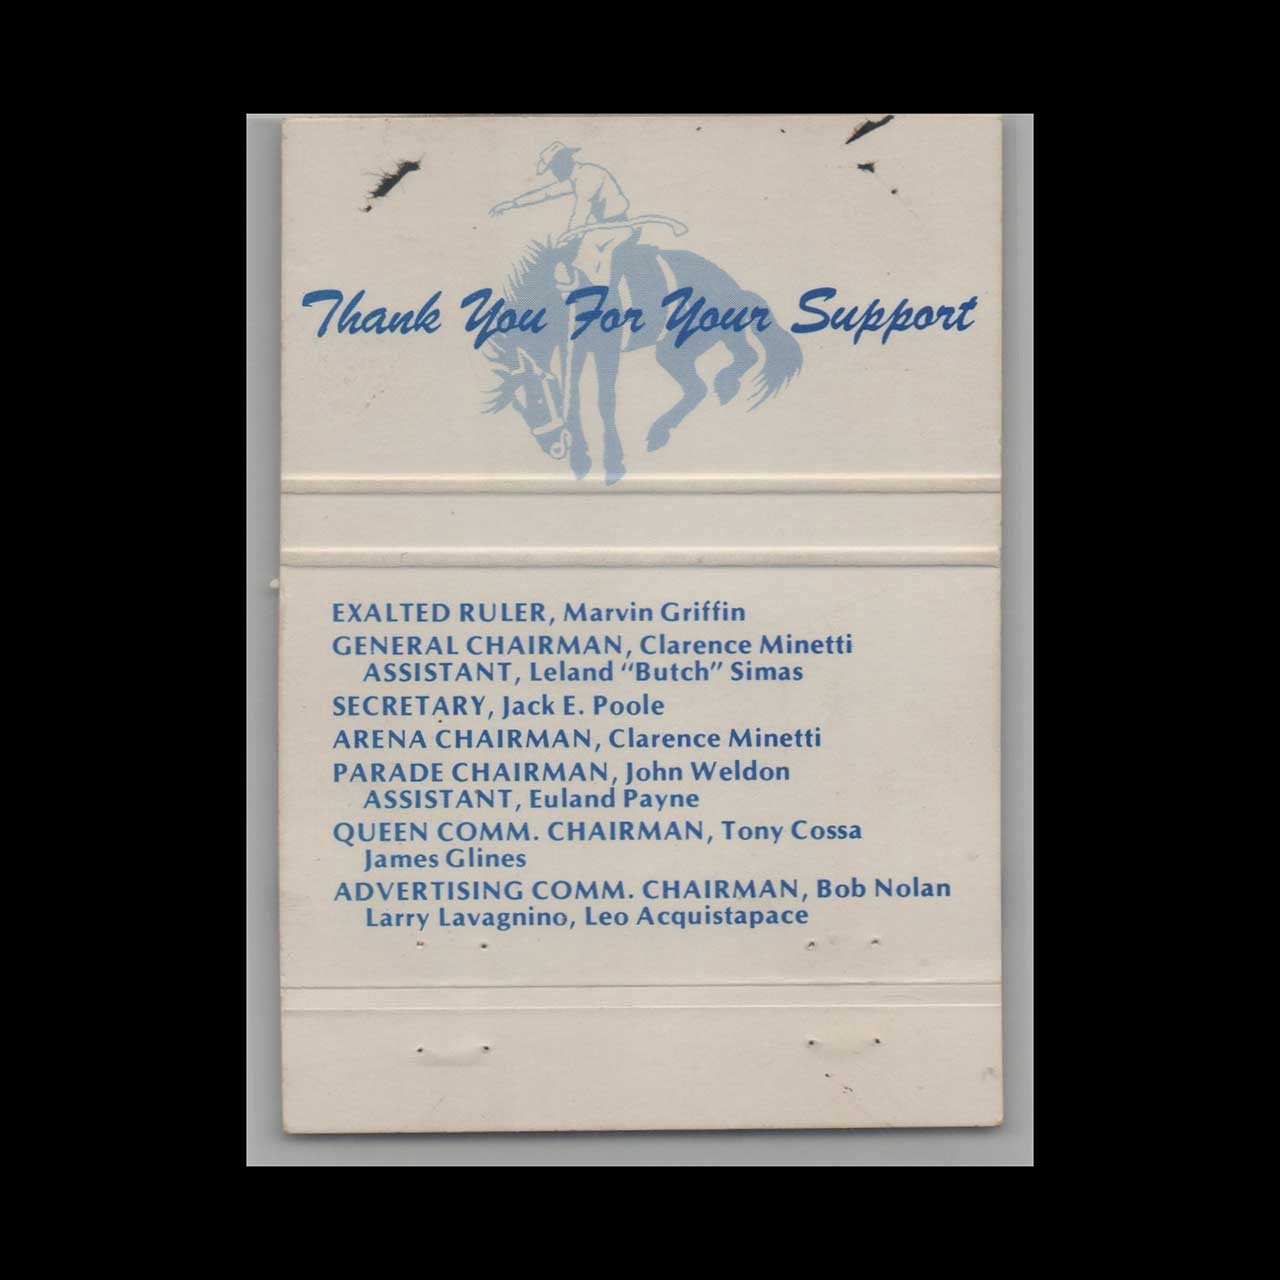 Thank You For Your Support
EXALTED RULER, Marvin Griffin
GENERAL CHAIRMAN, Clarence Minetti
ASSISTANT, Leland “Butch” Simas
SECRETARY, Jack E. Poole
ARENA CHAIRMAN, Clarence Minetti
PARADE CHAIRMAN, John Weldon
ASSISTANT, Euland Payne
QUEEN COMM. CHAIRMAN, Tony Cossa
James Glines
ADVERTISING COMM. CHAIRMAN, Bob Nolan
Larry Lavagnino, Leo Acquistapace